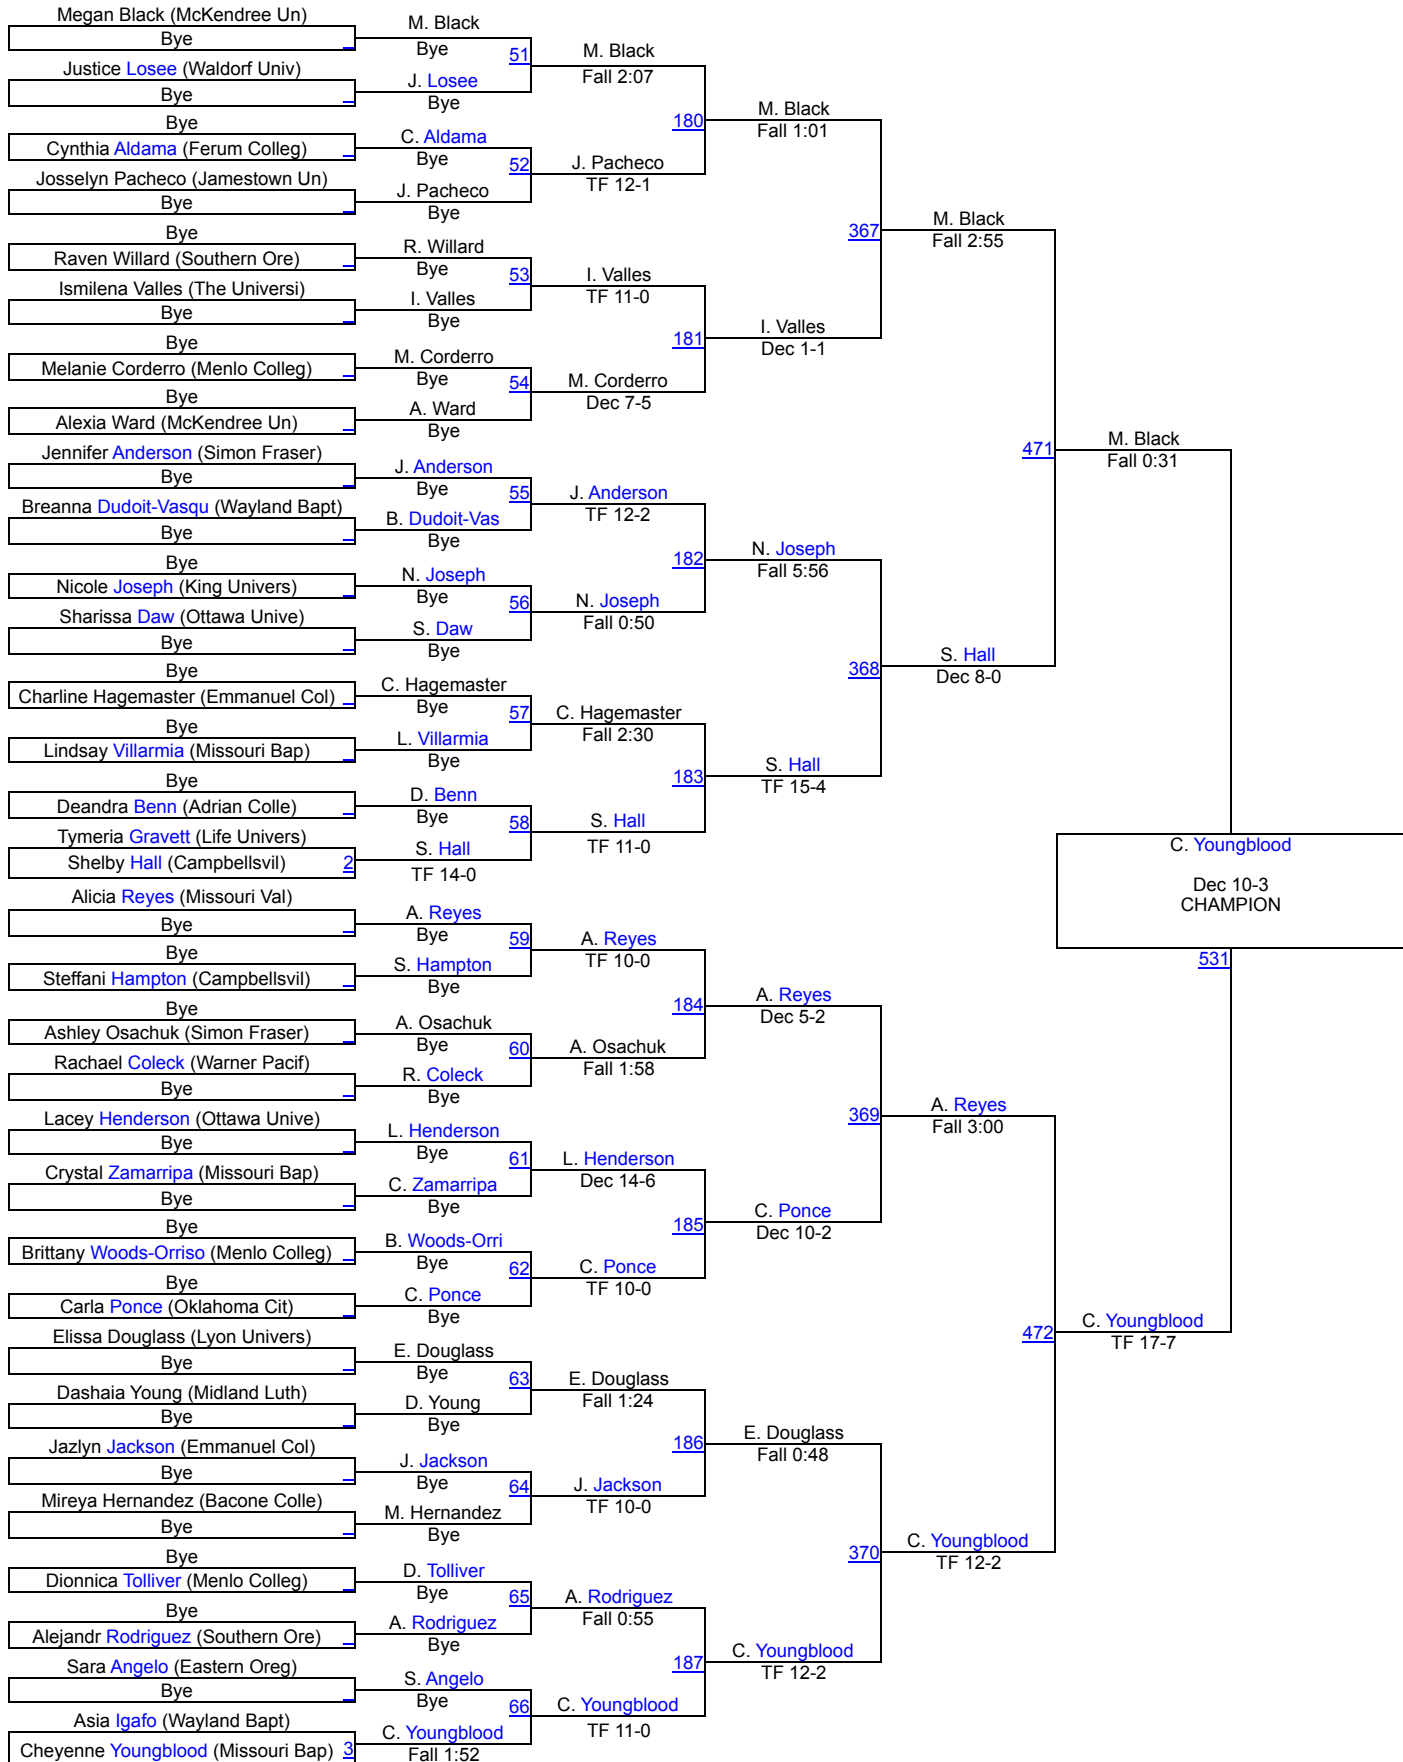 Megan Black (McKendree Un)
Bye
Justice Losee (Waldorf Univ)
Bye
Bye
Cynthia Aldama (Ferum Colleg)
Josselyn Pacheco (Jamestown Un)
Bye
Bye
Raven Willard (Southern Ore)
Ismilena Valles (The Universi)
Bye
Bye
Melanie Corderro (Menlo Colleg)
Bye
Alexia Ward (McKendree Un)
Jennifer Anderson (Simon Fraser)
Bye
Breanna Dudoit-Vasqu (Wayland Bapt)
Bye
Bye
Nicole Joseph (King Univers)
Sharissa Daw (Ottawa Unive)
Bye
Bye
Charline Hagemaster (Emmanuel Col)
Bye
Lindsay Villarmia (Missouri Bap)
Bye
Deandra Benn (Adrian Colle)
Tymeria Gravett (Life Univers)
Shelby Hall (Campbellsvil) 2
Alicia Reyes (Missouri Val)
Bye
Bye
Steffani Hampton (Campbellsvil)
Bye
Ashley Osachuk (Simon Fraser)
Rachael Coleck (Warner Pacif)
Bye
Lacey Henderson (Ottawa Unive)
Bye
Crystal Zamarripa (Missouri Bap)
Bye
Bye
Brittany Woods-Orriso (Menlo Colleg)
Bye
Carla Ponce (Oklahoma Cit)
Elissa Douglass (Lyon Univers)
Bye
Dashaia Young (Midland Luth)
Bye
Jazlyn Jackson (Emmanuel Col)
Bye
Mireya Hernandez (Bacone Colle)
Bye
Bye
Dionnica Tolliver (Menlo Colleg)
Bye
Alejandr Rodriguez (Southern Ore)
Sara Angelo (Eastern Oreg)
Bye
Asia Igafo (Wayland Bapt)
Cheyenne Youngblood (Missouri Bap) 3
M. Black
Bye
51
J. Losee
Bye
C. Aldama
Bye
52
J. Pacheco
Bye
R. Willard
Bye
53
I. Valles
Bye
M. Corderro
Bye
54
A. Ward
Bye
J. Anderson
Bye
55
B. Dudoit-Vas
Bye
N. Joseph
Bye
56
S. Daw
Bye
C. Hagemaster
Bye
57
L. Villarmia
Bye
D. Benn
Bye
58
S. Hall
TF 14-0
A. Reyes
Bye
59
S. Hampton
Bye
A. Osachuk
Bye
60
R. Coleck
Bye
L. Henderson
Bye
61
C. Zamarripa
Bye
B. Woods-Orri
Bye
62
C. Ponce
Bye
E. Douglass
Bye
63
D. Young
Bye
J. Jackson
Bye
64
M. Hernandez
Bye
D. Tolliver
Bye
65
A. Rodriguez
Bye
S. Angelo
Bye
66
C. Youngblood
Fall 1:52
M. Black
Fall 2:07
180
J. Pacheco
TF 12-1
I. Valles
TF 11-0
181
M. Corderro
Dec 7-5
J. Anderson
TF 12-2
182
N. Joseph
Fall 0:50
C. Hagemaster
Fall 2:30
183
S. Hall
TF 11-0
A. Reyes
TF 10-0
184
A. Osachuk
Fall 1:58
L. Henderson
Dec 14-6
185
C. Ponce
TF 10-0
E. Douglass
Fall 1:24
186
J. Jackson
TF 10-0
A. Rodriguez
Fall 0:55
187
C. Youngblood
TF 11-0
M. Black
Fall 1:01
367
I. Valles
Dec 1-1
N. Joseph
Fall 5:56
368
S. Hall
TF 15-4
A. Reyes
Dec 5-2
369
C. Ponce
Dec 10-2
E. Douglass
Fall 0:48
370
C. Youngblood
TF 12-2
M. Black
Fall 2:55
471
S. Hall
Dec 8-0
A. Reyes
Fall 3:00
472
C. Youngblood
TF 12-2
M. Black
Fall 0:31
C. Youngblood
TF 17-7
C. Youngblood
Dec 10-3
CHAMPION
531